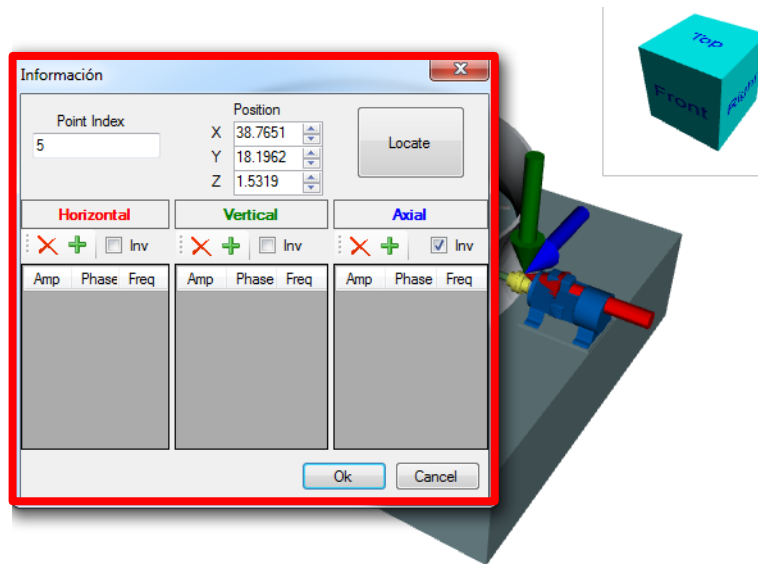 Información
Point Index
5
Position
X 38.7651
Y 18.1962
Z 1.5319
Locate
Horizontal
Vertical
Axial
Inv
Inv
Inv
Amp Phase Freq
Amp Phase Freq
Amp Phase Freq
Ok
Cancel
Top
Front
Right